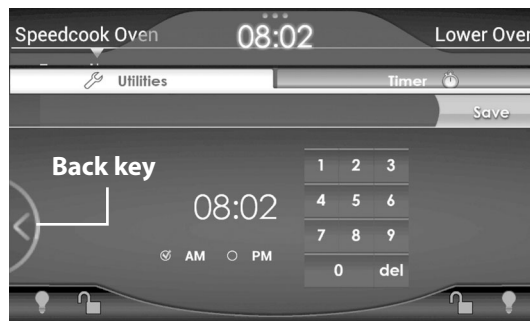 Speedcook Oven 08:02 Lower Oven
Utilities Timer
Save
Back key
1 2 3
08:02 4 5 6
7 8 9
AM PM
0 del